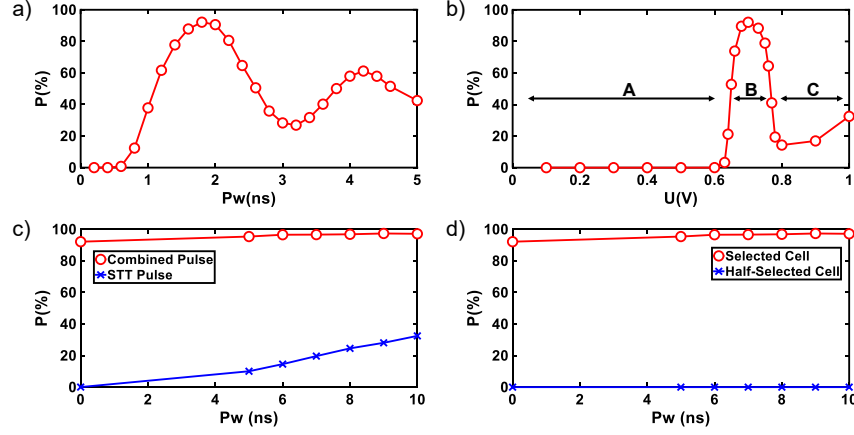 a)
100
80
60
40
20
0
P(%)
0 1 2 3 4 5
Pw(ns)
b)
100
80
60
40
20
0
P(%)
A B C
0 0.2 0.4 0.6 0.8 1
U(V)
c)
100
80
60
40
20
0
P(%)
Combined Pulse
STT Pulse
0 2 4 6 8 10
Pw (ns)
d)
100
80
60
40
20
0
P(%)
Selected Cell
Half-Selected Cell
0 2 4 6 8 10
Pw (ns)